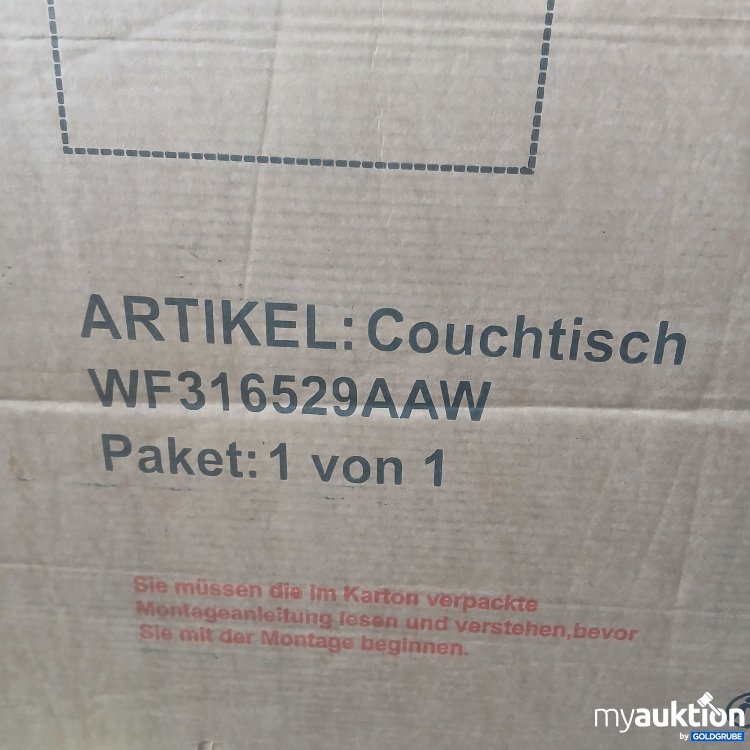 ARTIKEL: Couchtisch
WF316529AAW
Paket: 1 von 1
Sie müssen die im Karton verpackte
Montageanleitung lesen und verstehen,bevor
Sie mit der Montage beginnen.
myauktion
by GOLDGRUBE